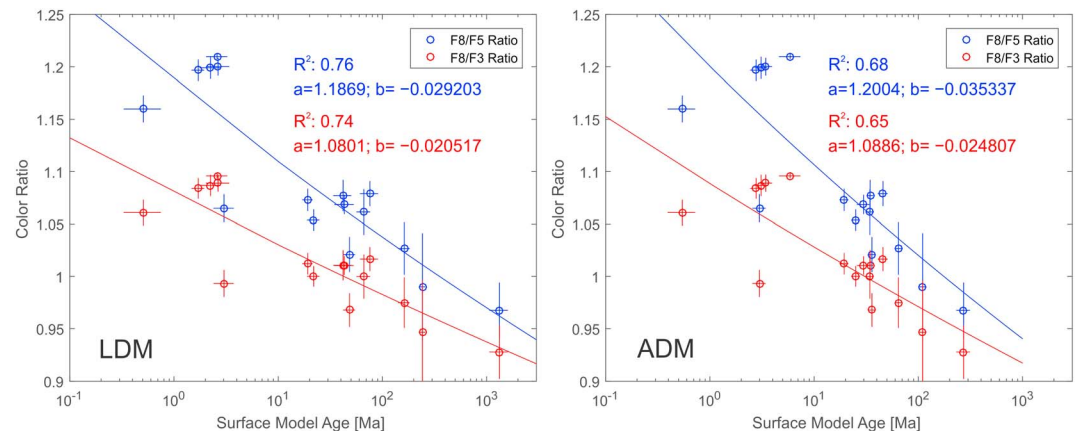 1.25
1.2
1.15
1.1
1.05
1
0.95
0.9
Color Ratio
F8/F5 Ratio
F8/F3 Ratio
R²: 0.76
a=1.1869; b= −0.029203
R²: 0.74
a=1.0801; b= −0.020517
LDM
10⁻¹ 10⁰ 10¹ 10² 10³
Surface Model Age [Ma]
1.25
1.2
1.15
1.1
1.05
1
0.95
0.9
Color Ratio
F8/F5 Ratio
F8/F3 Ratio
R²: 0.68
a=1.2004; b= −0.035337
R²: 0.65
a=1.0886; b= −0.024807
ADM
10⁻¹ 10⁰ 10¹ 10² 10³
Surface Model Age [Ma]